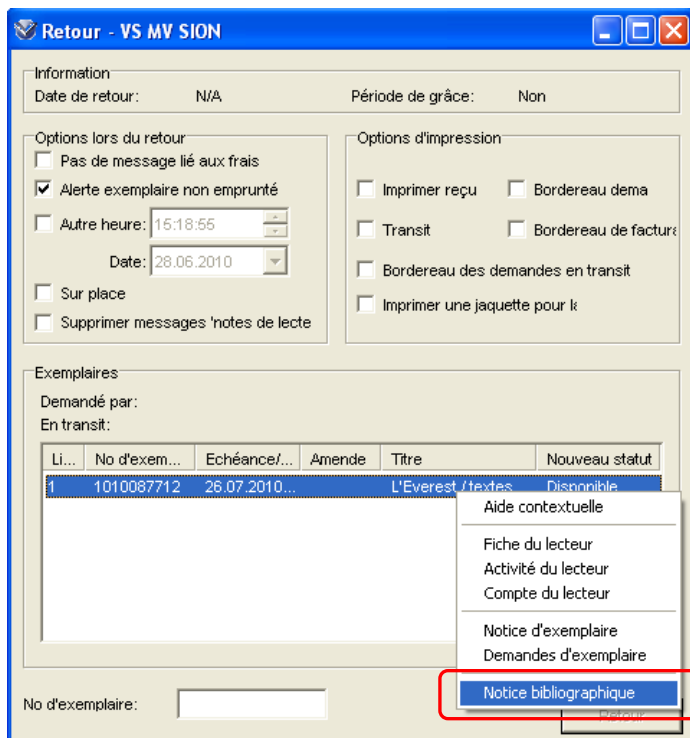 Retour - VS MV SION
Information
Date de retour: N/A Période de grâce: Non
Options lors du retour
Pas de message lié aux frais
Alerte exemplaire non emprunté
Autre heure: 15:18:55
Date: 28.06.2010
Sur place
Supprimer messages 'notes de lecte
Options d'impression
Imprimer reçu Bordereau dema
Transit Bordereau de factura
Bordereau des demandes en transit
Imprimer une jaquette pour la
Exemplaires
Demandé par:
En transit:
Li... No d'exem... Echéance/... Amende Titre Nouveau statut
1 1010087712 26.07.2010... L'Everest / textes Disponible
Aide contextuelle
Fiche du lecteur
Activité du lecteur
Compte du lecteur
Notice d'exemplaire
Demandes d'exemplaire
Notice bibliographique
No d'exemplaire: Retour